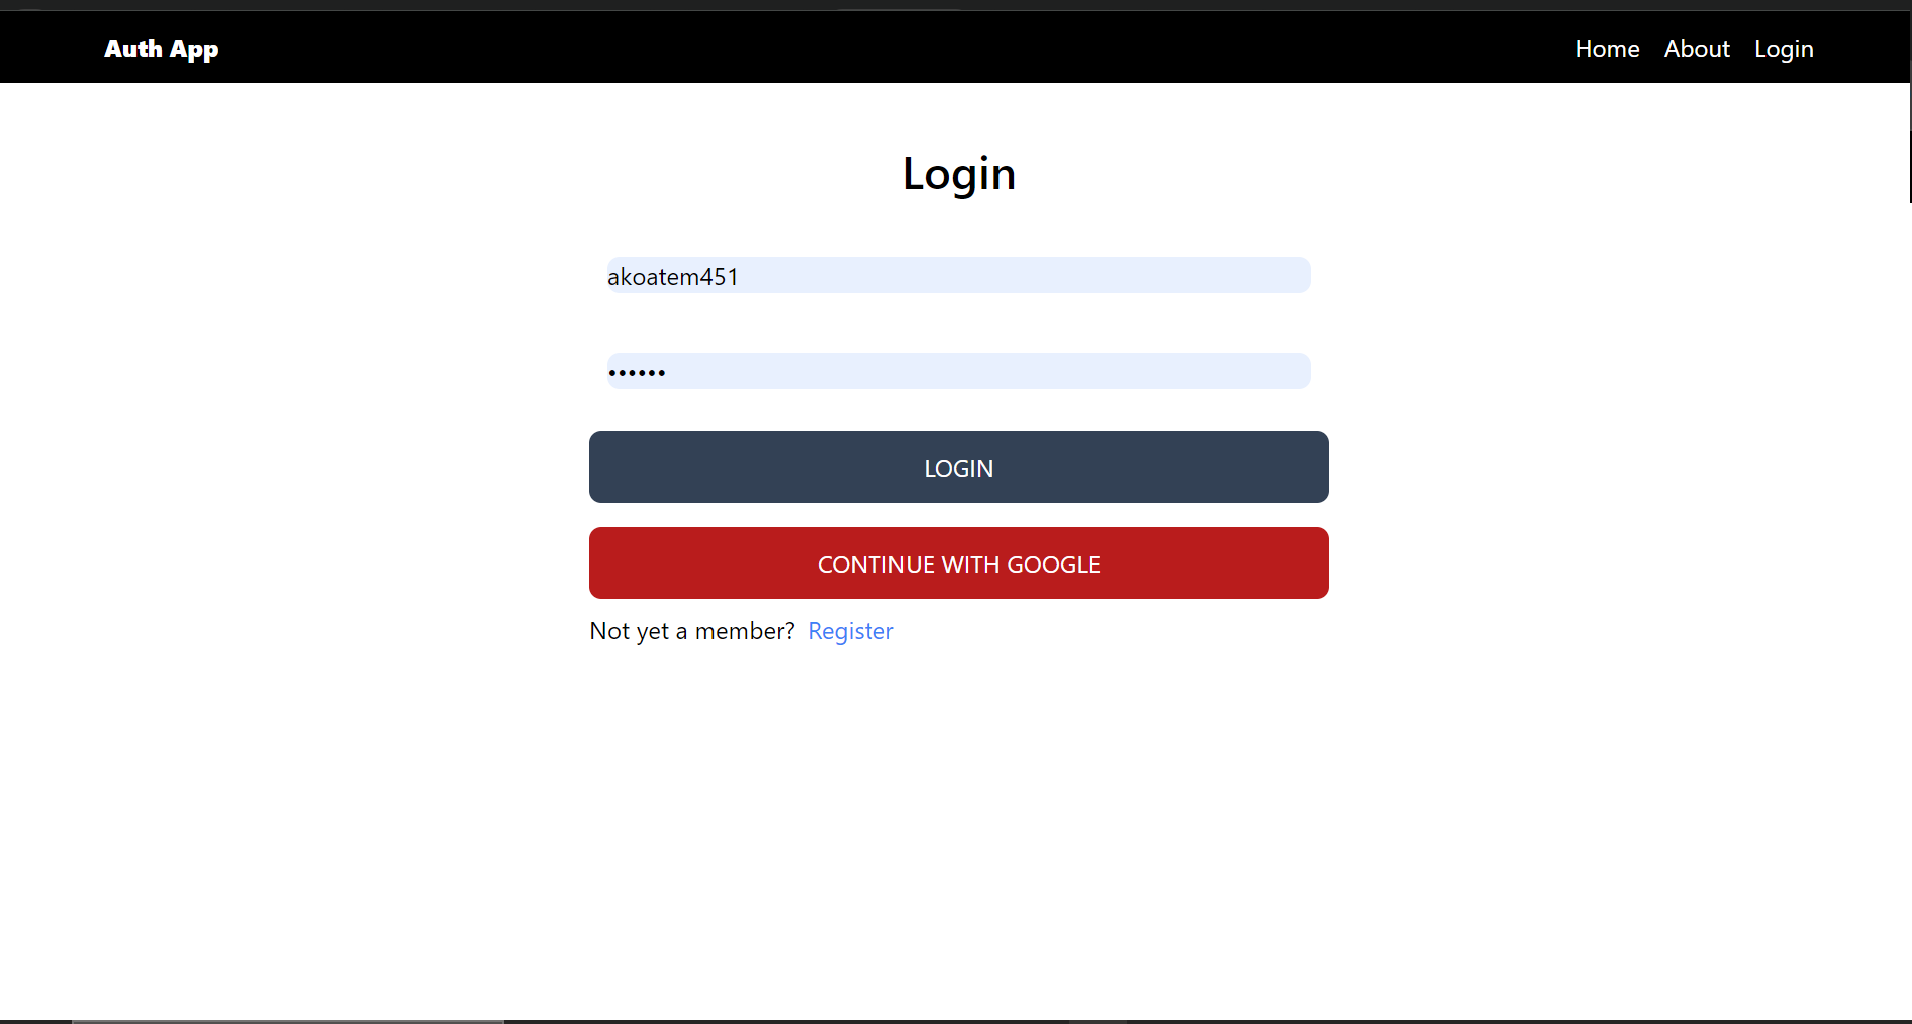 Auth App
Home About Login
Login
akoatem451
••••••
LOGIN
CONTINUE WITH GOOGLE
Not yet a member? Register